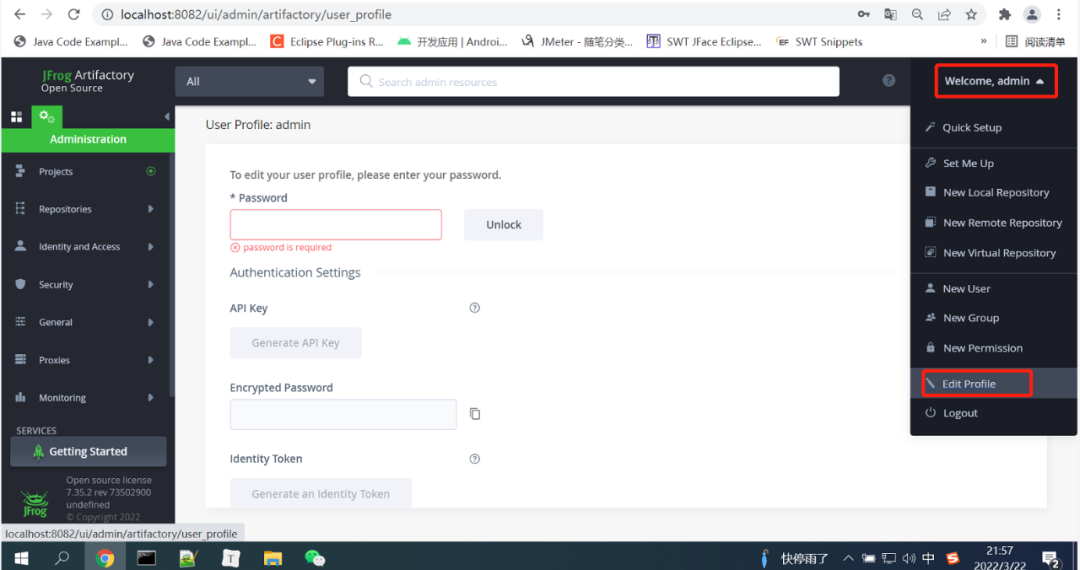 localhost:8082/ui/admin/artifactory/user_profile
Java Code Exampl...
Java Code Exampl...
Eclipse Plug-ins R...
开发应用 | Androi...
JMeter - 随笔分类...
SWT JFace Eclipse...
SWT Snippets
»
阅读清单
JFrog Artifactory
Open Source
All
Search admin resources
Welcome, admin
Administration
Projects
Repositories
Identity and Access
Security
General
Proxies
Monitoring
SERVICES
Getting Started
JFrog
Open source license
7.35.2 rev 73502900
undefined
© Copyright 2022
User Profile: admin
To edit your user profile, please enter your password.
* Password
Unlock
password is required
Authentication Settings
API Key
Generate API Key
Encrypted Password
Identity Token
Generate an Identity Token
Quick Setup
Set Me Up
New Local Repository
New Remote Repository
New Virtual Repository
New User
New Group
New Permission
Edit Profile
Logout
localhost:8082/ui/admin/artifactory/user_profile
快停雨了
中
21:57
2022/3/22
2